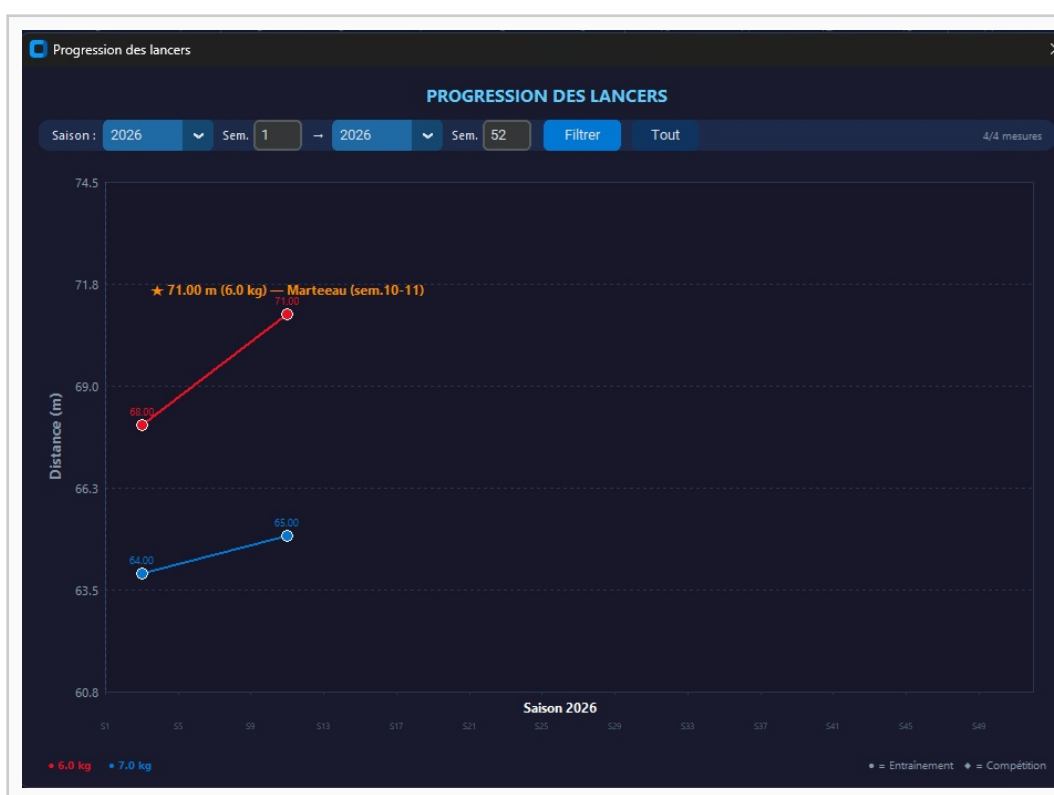 Progression des lancers
PROGRESSION DES LANCERS
Saison : 2026 Sem. 1 → 2026 Sem. 52 Filtrer Tout 4/4 mesures
74.5
71.8
★ 71.00 m (6.0 kg) — Marteeau (sem.10-11)
71.00
69.0
68.00
Distance (m)
66.3
65.00
64.00
63.5
60.8
Saison 2026
S1 S5 S9 S13 S17 S21 S25 S29 S33 S37 S41 S45 S49
• 6.0 kg • 7.0 kg ● = Entraînement ◆ = Compétition